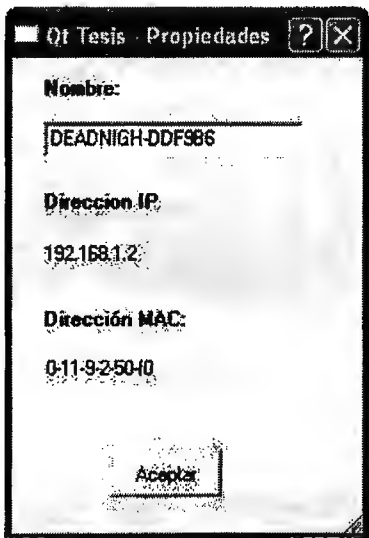 Qt Tesis - Propiedades
Nombre:
DEADNIGH-DDF9B6
Direccion IP:
192.168.1.2
Dirección MAC:
0-11-9-2-50-f0
Aceptar